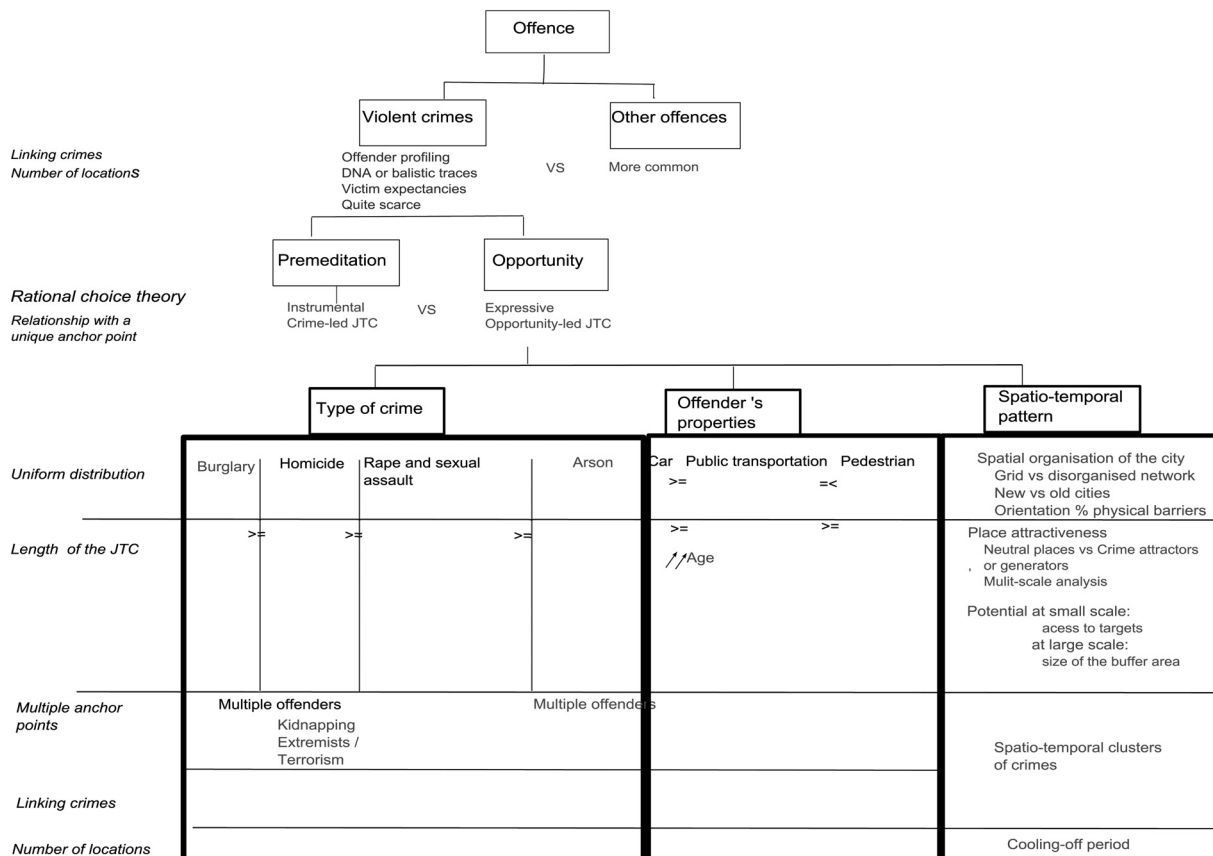 Offence
Violent crimes
Other offences
Linking crimes
Number of locations
Offender profiling
DNA or balistic traces
Victim expectancies
Quite scarce
VS
More common
Premeditation
Opportunity
Rational choice theory
Relationship with a
unique anchor point
Instrumental
Crime-led JTC
VS
Expressive
Opportunity-led JTC
Type of crime
Offender 's
properties
Spatio-temporal
pattern
Uniform distribution
Burglary
Homicide
Rape and sexual
assault
Arson
Car
Public transportation
Pedestrian
>=
=<
Spatial organisation of the city
Grid vs disorganised network
New vs old cities
Orientation % physical barriers
Length of the JTC
>=
>=
>=
>=
>=
Age
Place attractiveness
Neutral places vs Crime attractors
, or generators
Mulit-scale analysis
Potential at small scale:
acess to targets
at large scale:
size of the buffer area
Multiple anchor
points
Multiple offenders
Kidnapping
Extremists /
Terrorism
Multiple offenders
Spatio-temporal clusters
of crimes
Linking crimes
Number of locations
Cooling-off period